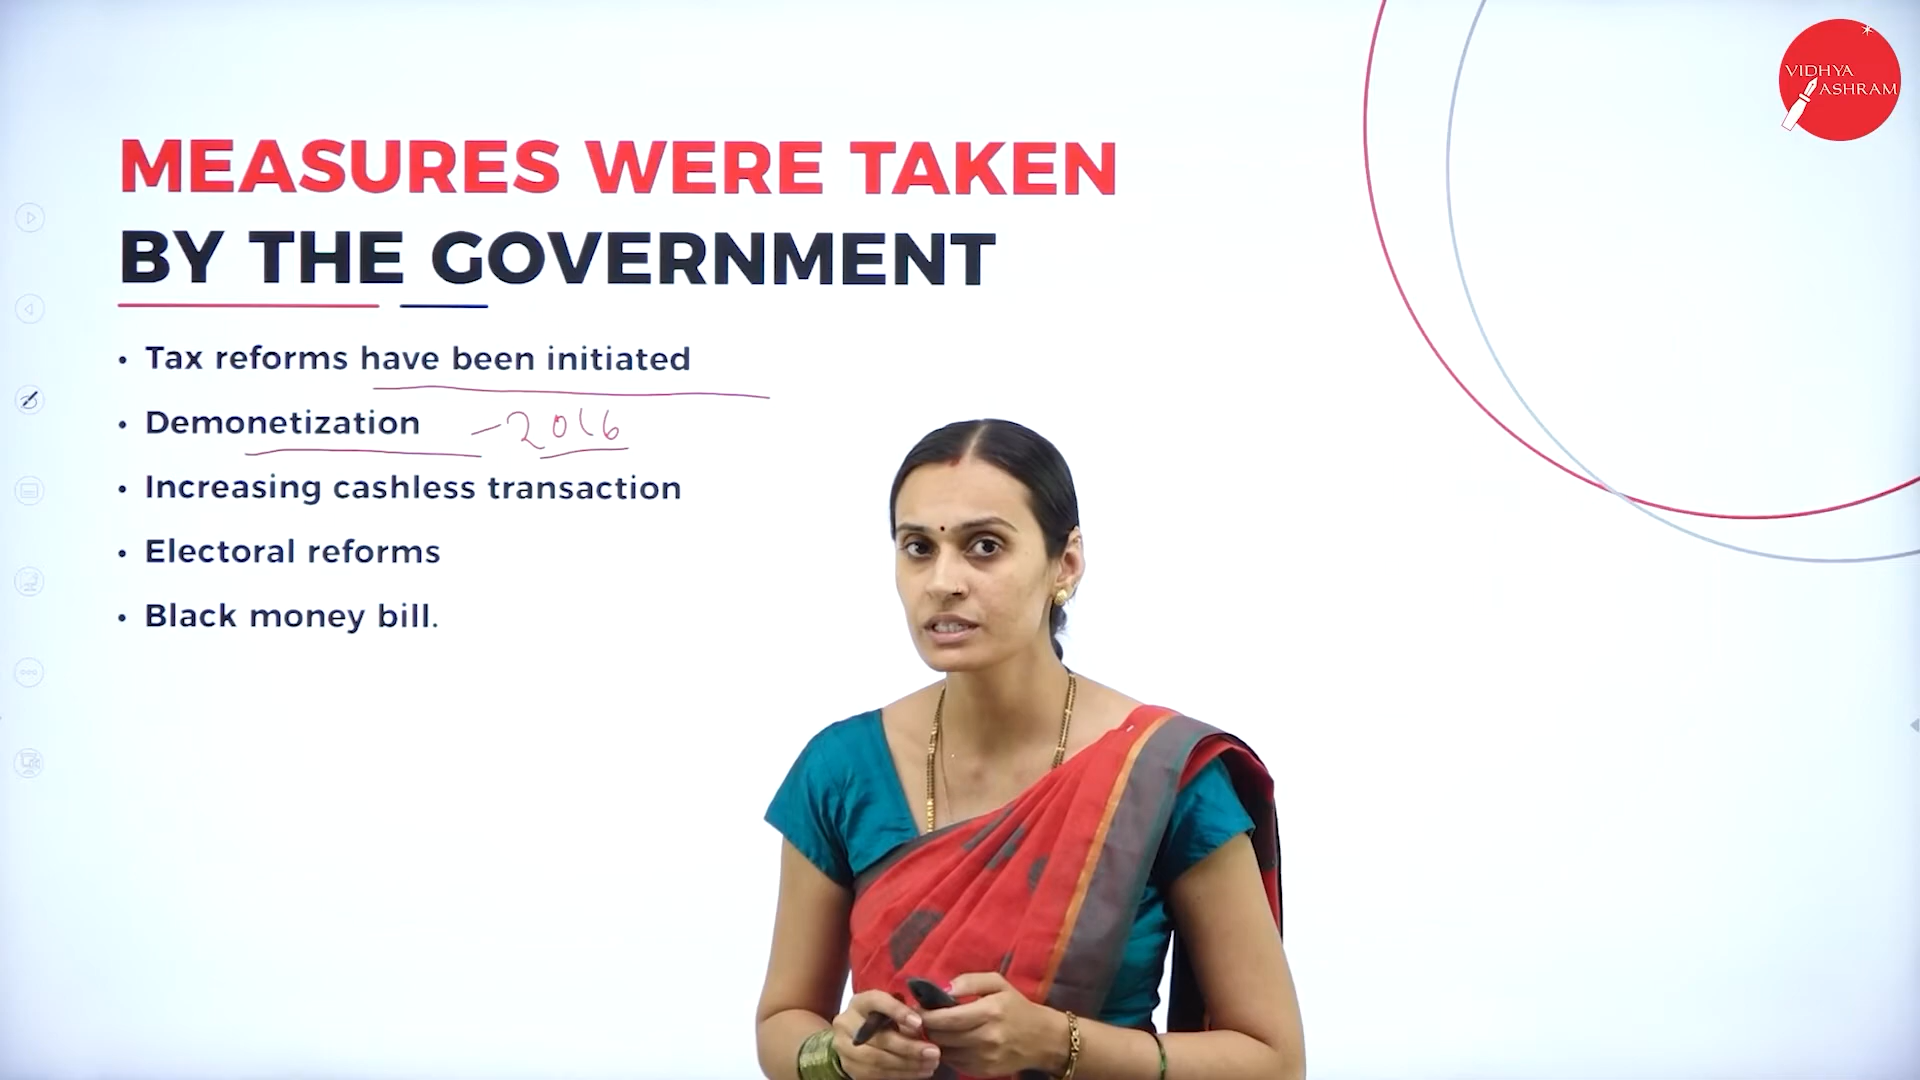 VIDHYA
ASHRAM
MEASURES WERE TAKEN
BY THE GOVERNMENT
• Tax reforms have been initiated
• Demonetization - 2016
• Increasing cashless transaction
• Electoral reforms
• Black money bill.